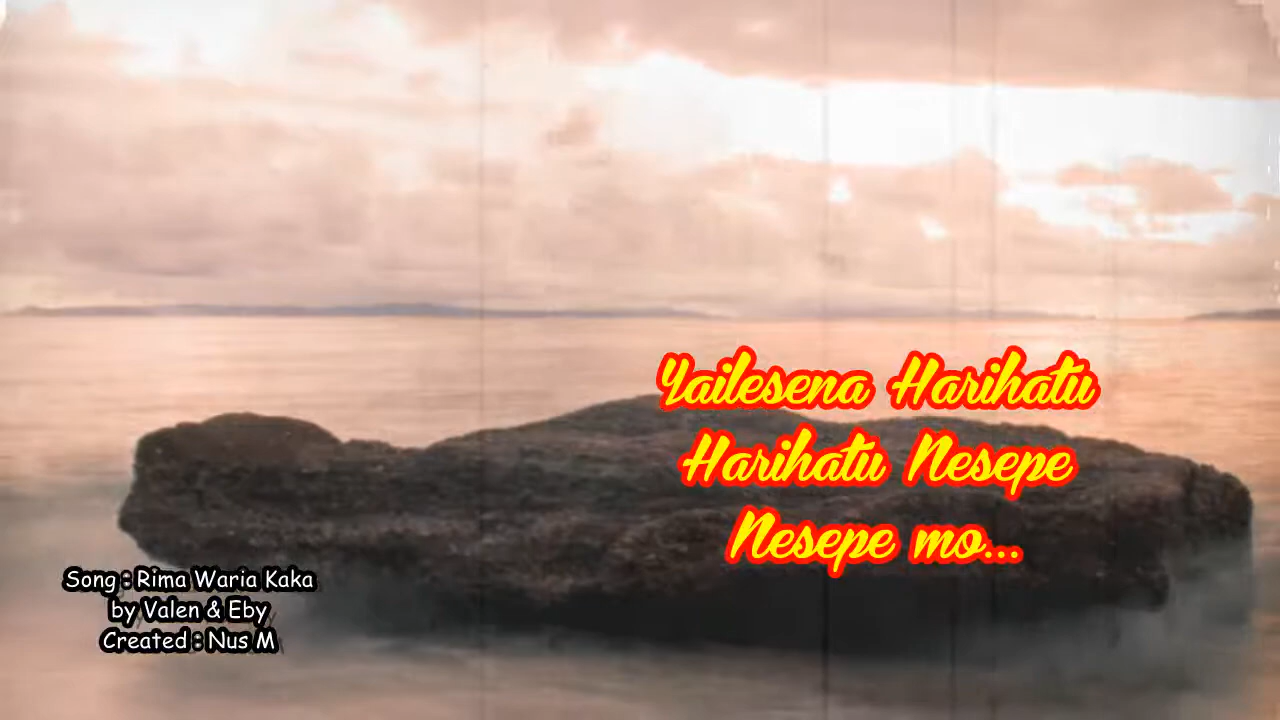 Yailesena Harihatu
Harihatu Nesepe
Nesepe mo...
Song : Rima Waria Kaka
by Valen & Eby
Created : Nus M